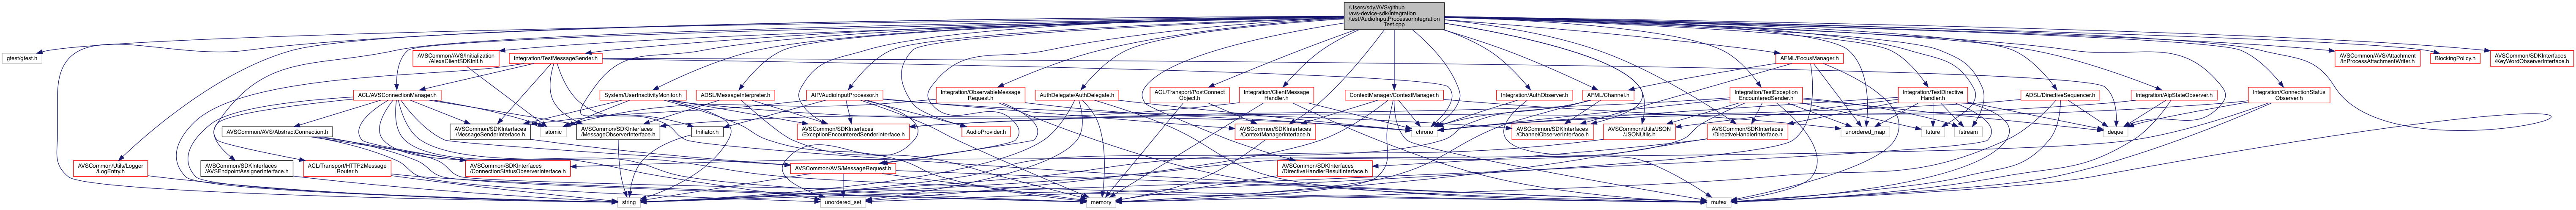 /Users/sdy/AVS/github
/avs-device-sdk/Integration
/test/AudioInputProcessorIntegration
Test.cpp
gtest/gtest.h
AVSCommon/AVS/Initialization
/AlexaClientSDKInit.h
Integration/TestMessageSender.h
AFML/FocusManager.h
AVSCommon/AVS/Attachment
/InProcessAttachmentWriter.h
BlockingPolicy.h
AVSCommon/SDKInterfaces
/KeyWordObserverInterface.h
ACL/AVSConnectionManager.h
System/UserInactivityMonitor.h
ADSL/MessageInterpreter.h
AIP/AudioInputProcessor.h
Integration/ObservableMessage
Request.h
AuthDelegate/AuthDelegate.h
ACL/Transport/PostConnect
Object.h
Integration/ClientMessage
Handler.h
ContextManager/ContextManager.h
Integration/AuthObserver.h
AFML/Channel.h
Integration/TestException
EncounteredSender.h
Integration/TestDirective
Handler.h
ADSL/DirectiveSequencer.h
Integration/AipStateObserver.h
Integration/ConnectionStatus
Observer.h
AVSCommon/AVS/AbstractConnection.h
AVSCommon/SDKInterfaces
/MessageSenderInterface.h
atomic
AVSCommon/SDKInterfaces
/MessageObserverInterface.h
Initiator.h
AVSCommon/SDKInterfaces
/ExceptionEncounteredSenderInterface.h
AudioProvider.h
AVSCommon/SDKInterfaces
/ContextManagerInterface.h
chrono
AVSCommon/SDKInterfaces
/ChannelObserverInterface.h
AVSCommon/Utils/JSON
/JSONUtils.h
AVSCommon/SDKInterfaces
/DirectiveHandlerInterface.h
unordered_map
future
fstream
deque
AVSCommon/Utils/Logger
/LogEntry.h
AVSCommon/SDKInterfaces
/AVSEndpointAssignerInterface.h
ACL/Transport/HTTP2Message
Router.h
AVSCommon/SDKInterfaces
/ConnectionStatusObserverInterface.h
AVSCommon/AVS/MessageRequest.h
AVSCommon/SDKInterfaces
/DirectiveHandlerResultInterface.h
string
unordered_set
memory
mutex